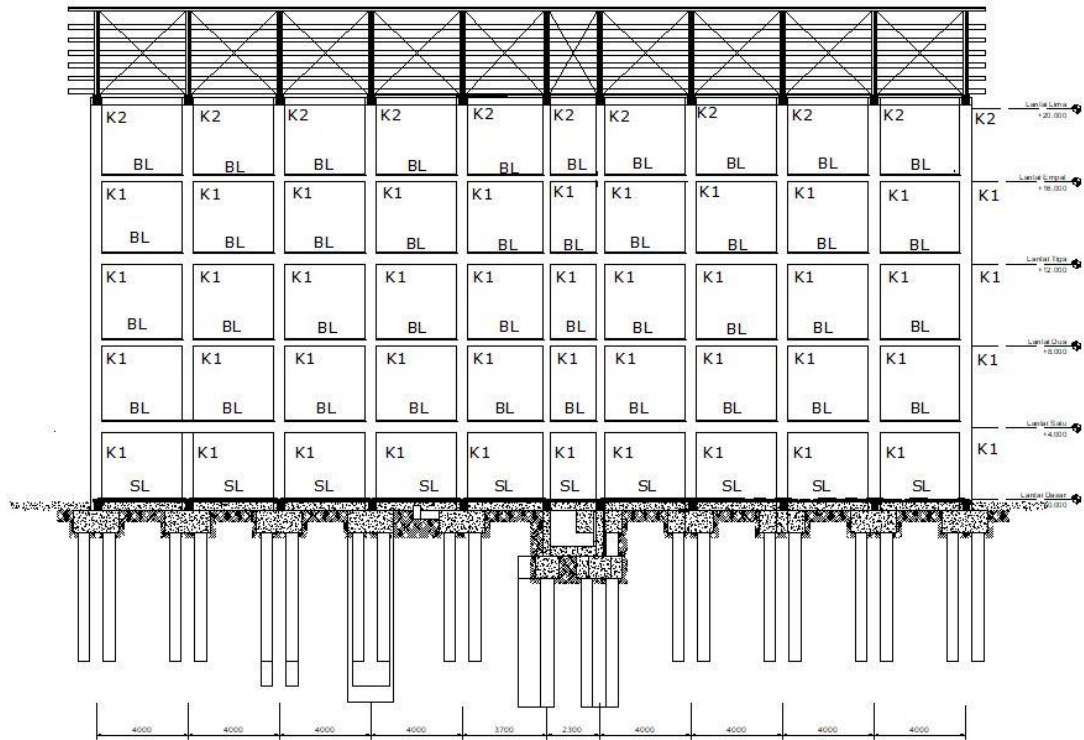 Lantai Lima
K2 K2 K2 K2 K2 K2 K2 K2 K2 K2 K2
+20.000
BL BL BL BL BL BL BL BL BL BL
Lantai Empat
+16.000
K1 K1 K1 K1 K1 K1 K1 K1 K1 K1 K1
BL BL BL BL BL BL BL BL BL BL
Lantai Tiga
+12.000
K1 K1 K1 K1 K1 K1 K1 K1 K1 K1 K1
BL BL BL BL BL BL BL BL BL BL
Lantai Dua
+8.000
K1 K1 K1 K1 K1 K1 K1 K1 K1 K1 K1
BL BL BL BL BL BL BL BL BL BL
Lantai Satu
+4.000
K1 K1 K1 K1 K1 K1 K1 K1 K1 K1 K1
SL SL SL SL SL SL SL SL SL SL
Lantai Dasar
4000 4000 4000 4000 3700 2300 4000 4000 4000 4000